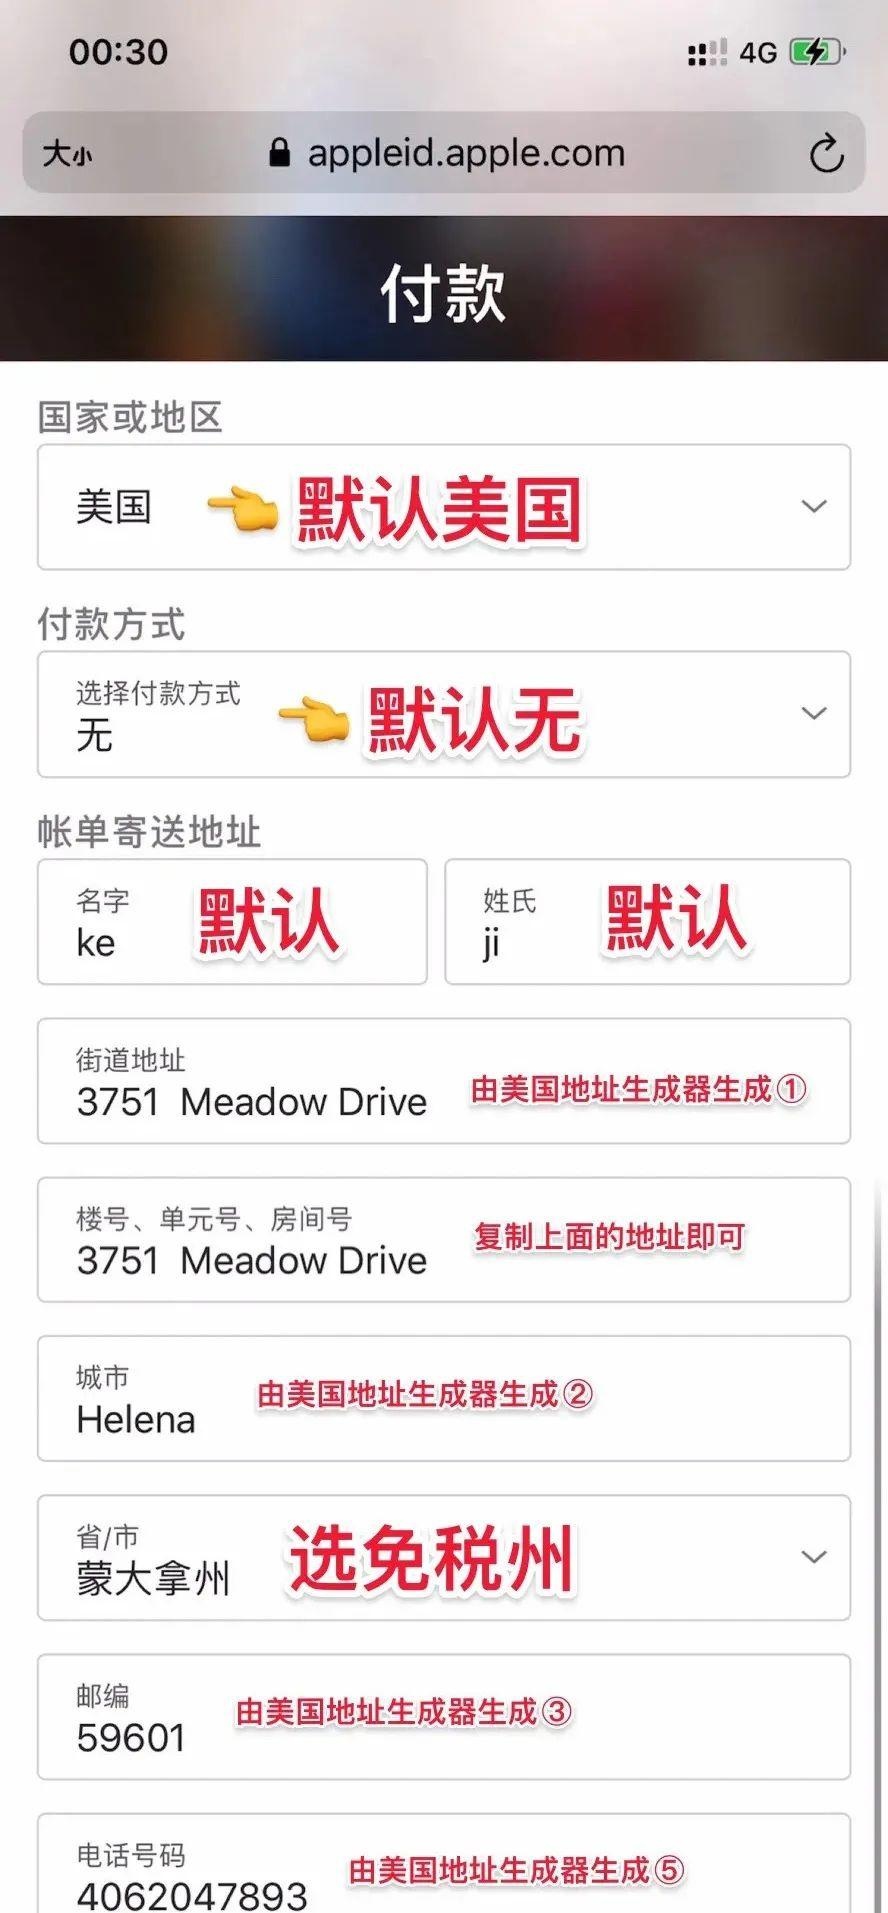 00:30 4G
大小 appleid.apple.com
付款
国家或地区
美国 默认美国
付款方式
选择付款方式
无 默认无
帐单寄送地址
名字 姓氏
ke 默认 ji 默认
街道地址
3751 Meadow Drive 由美国地址生成器生成①
楼号、单元号、房间号
3751 Meadow Drive 复制上面的地址即可
城市
Helena 由美国地址生成器生成②
省/市
蒙大拿州 选免税州
邮编
59601 由美国地址生成器生成③
电话号码
4062047893 由美国地址生成器生成⑤